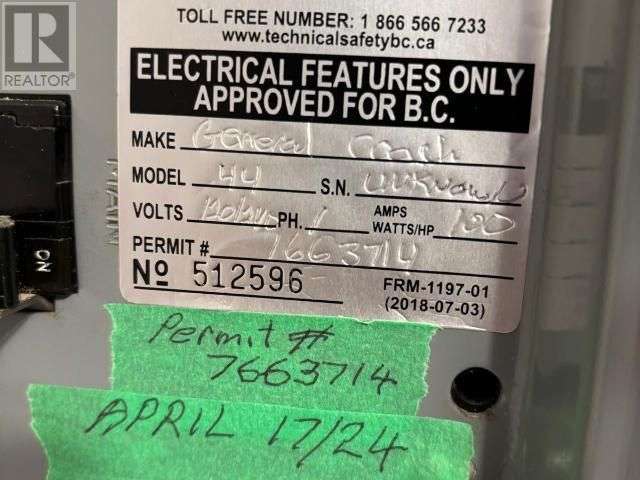 R
REALTOR®
TOLL FREE NUMBER: 1 866 566 7233
www.technicalsafetybc.ca
ELECTRICAL FEATURES ONLY
APPROVED FOR B.C.
MAKE General Coach
MODEL 44 S.N. UNKNOWN
VOLTS PH. 1 AMPS WATTS/HP 100
PERMIT # 7663714
Nº 512596 FRM-1197-01
(2018-07-03)
MAIN
ON
Permit #
7663714
APRIL 17/24